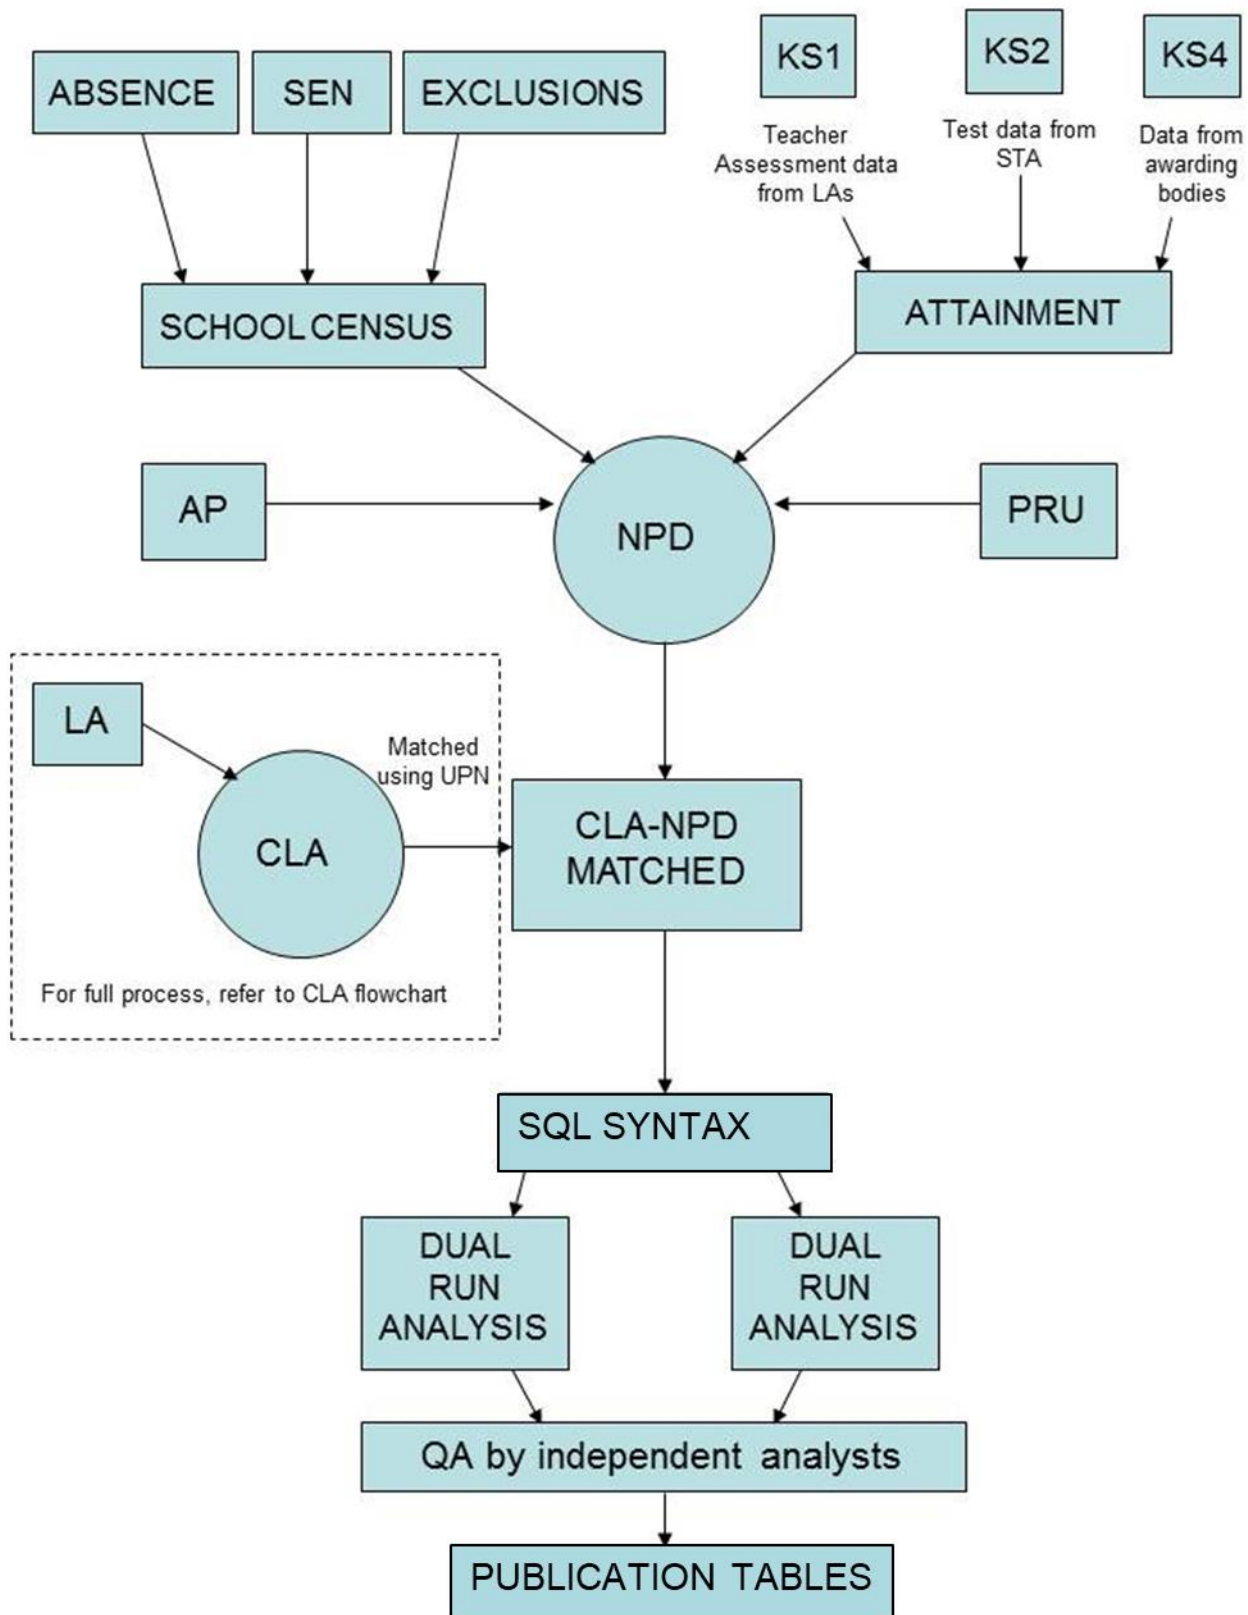 ABSENCE
SEN
EXCLUSIONS
KS1
KS2
KS4
Teacher
Assessment data
from LAs
Test data from
STA
Data from
awarding
bodies
SCHOOL CENSUS
ATTAINMENT
AP
NPD
PRU
LA
CLA
Matched
using UPN
For full process, refer to CLA flowchart
CLA-NPD
MATCHED
SQL SYNTAX
DUAL
RUN
ANALYSIS
DUAL
RUN
ANALYSIS
QA by independent analysts
PUBLICATION TABLES